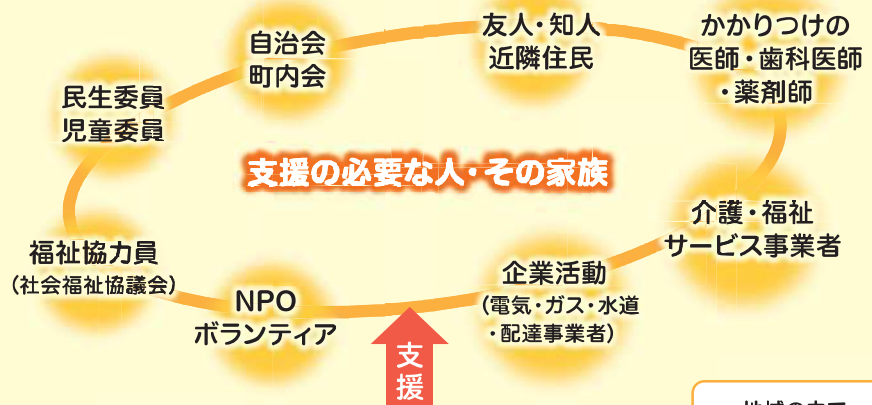 自治会
町内会
友人・知人
近隣住民
かかりつけの
医師・歯科医師
・薬剤師
民生委員
児童委員
支援の必要な人・その家族
介護・福祉
サービス事業者
福祉協力員
（社会福祉協議会）
NPO
ボランティア
企業活動
（電気・ガス・水道
・配達事業者）
支援